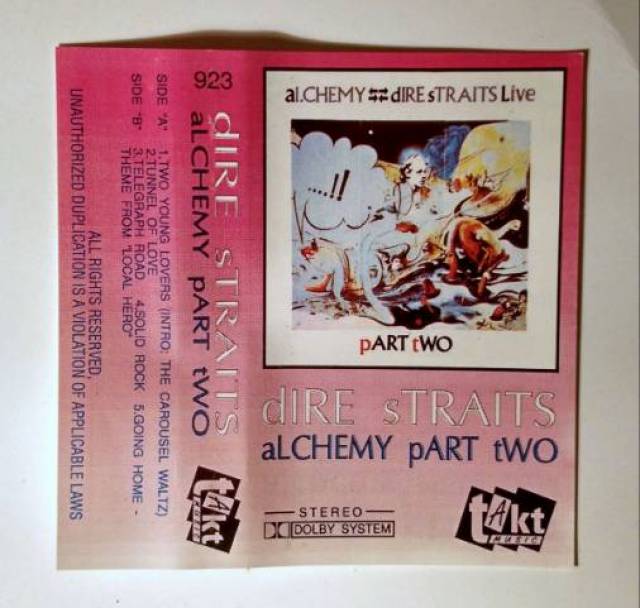 aLCHEMY dIRE sTRAITS Live
....!!
pART tWO
dIRE sTRAITS
aLCHEMY pART tWO
STEREO
DOLBY SYSTEM
tAkt
MUSIC
923
dIRE sTRAITS
aLCHEMY pART tWO
tAkt
MUSIC
SIDE "A" 1.TWO YOUNG LOVERS (INTRO: THE CAROUSEL WALTZ)
2.TUNNEL OF LOVE
SIDE "B" 3.TELEGRAPH ROAD 4.SOLID ROCK 5.GOING HOME -
THEME FROM "LOCAL HERO"
ALL RIGHTS RESERVED,
UNAUTHORIZED DUPLICATION IS A VIOLATION OF APPLICABLE LAWS